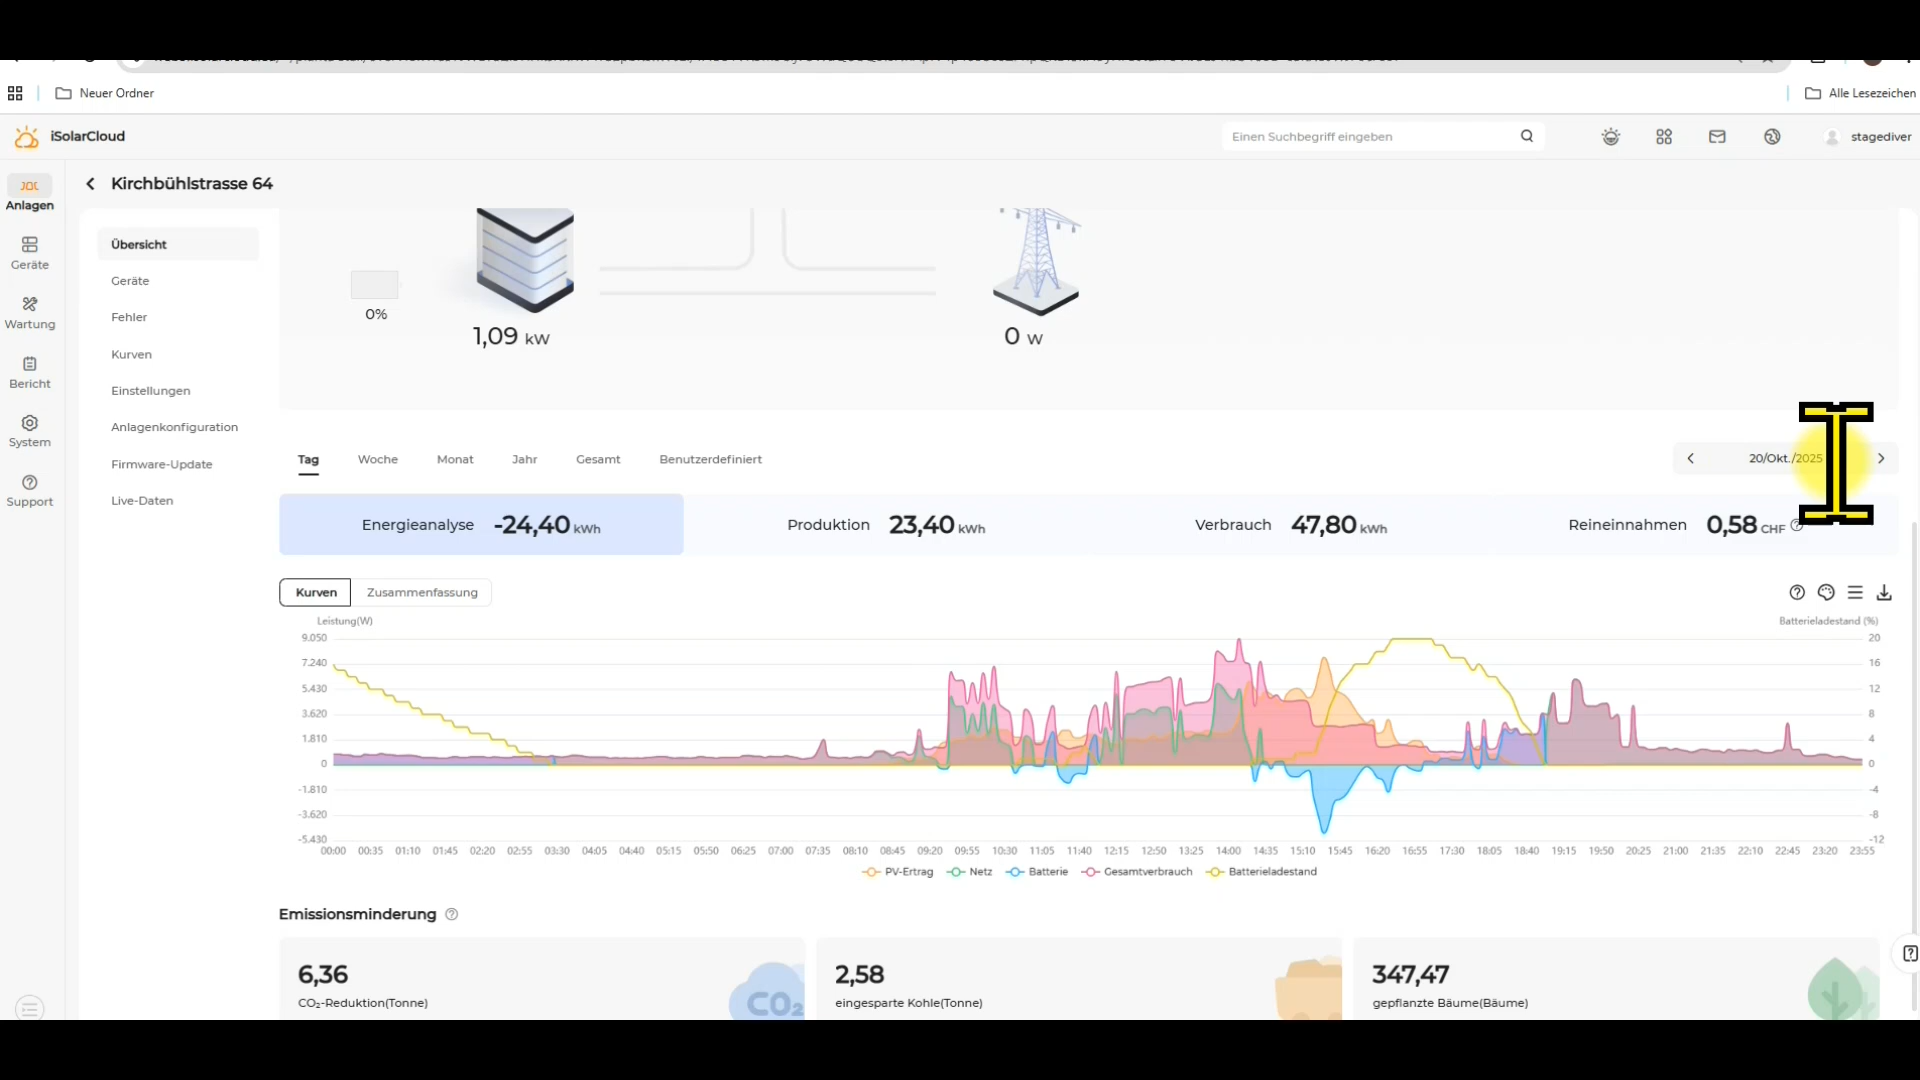 Neuer Ordner
Alle Lesezeichen
iSolarCloud
Einen Suchbegriff eingeben
stagediver
Kirchbühlstrasse 64
Anlagen
Geräte
Wartung
Bericht
System
Support
Übersicht
Geräte
Fehler
Kurven
Einstellungen
Anlagenkonfiguration
Firmware-Update
Live-Daten
0%
1,09 kW
0 W
Tag Woche Monat Jahr Gesamt Benutzerdefiniert
20/Okt./2025
Energieanalyse -24,40 kWh
Produktion 23,40 kWh
Verbrauch 47,80 kWh
Reineinnahmen 0,58 CHF
Kurven Zusammenfassung
Leistung(W)
Batterieladestand (%)
9.050
7.240
5.430
3.620
1.810
0
-1.810
-3.620
-5.430
20
16
12
8
4
0
-4
-8
-12
00:00 00:35 01:10 01:45 02:20 02:55 03:30 04:05 04:40 05:15 05:50 06:25 07:00 07:35 08:10 08:45 09:20 09:55 10:30 11:05 11:40 12:15 12:50 13:25 14:00 14:35 15:10 15:45 16:20 16:55 17:30 18:05 18:40 19:15 19:50 20:25 21:00 21:35 22:10 22:45 23:20 23:55
PV-Ertrag Netz Batterie Gesamtverbrauch Batterieladestand
Emissionsminderung
6,36
CO₂-Reduktion(Tonne)
CO2
2,58
eingesparte Kohle(Tonne)
347,47
gepflanzte Bäume(Bäume)